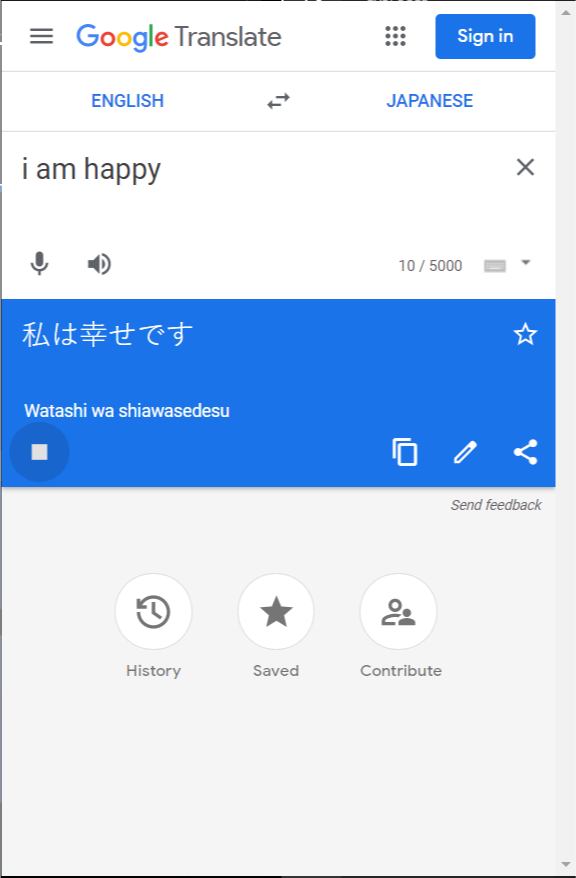 Google Translate
Sign in
ENGLISH
JAPANESE
i am happy
10 / 5000
私は幸せです
Watashi wa shiawasedesu
Send feedback
History
Saved
Contribute